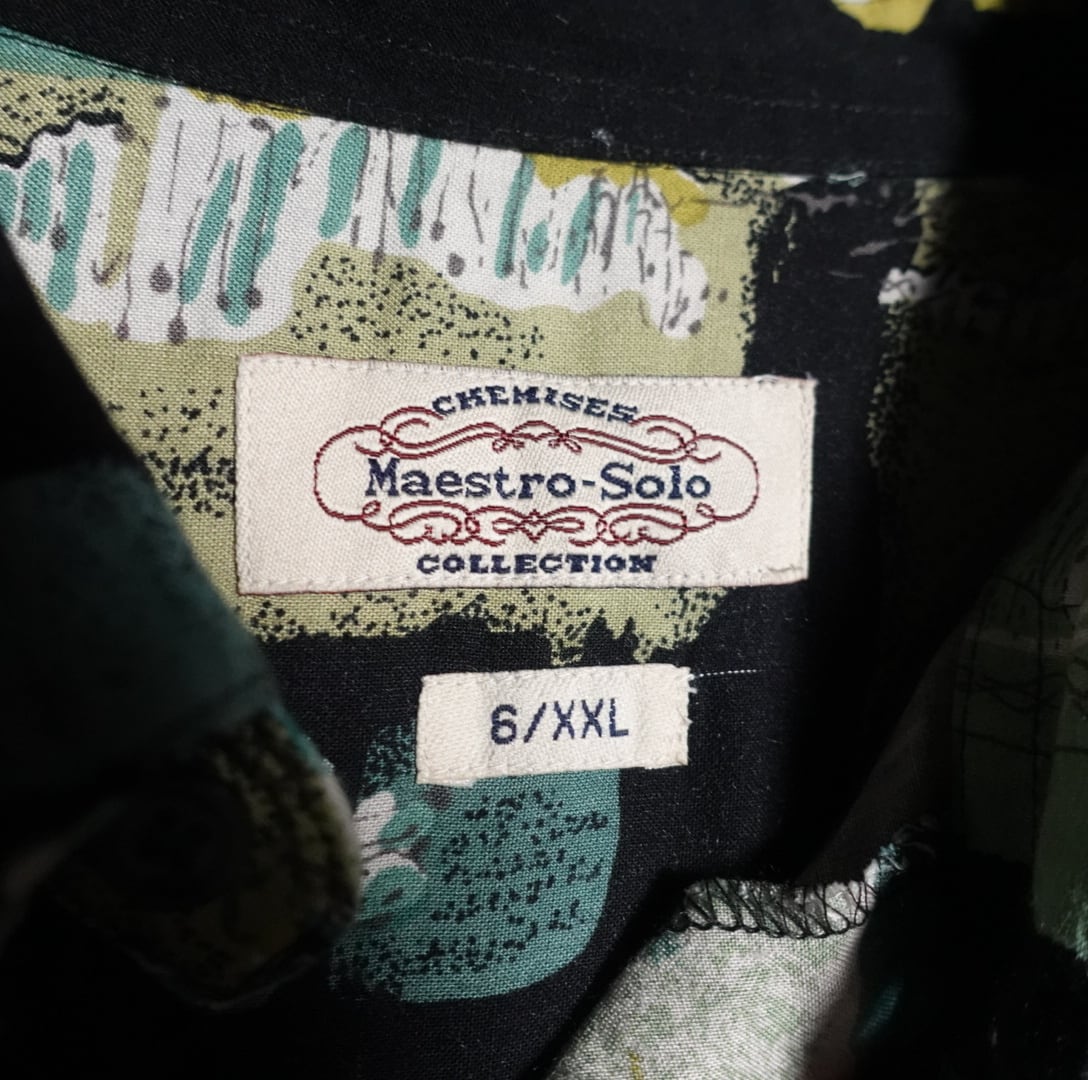 CHEMISES
Maestro-Solo
COLLECTION
6/XXL